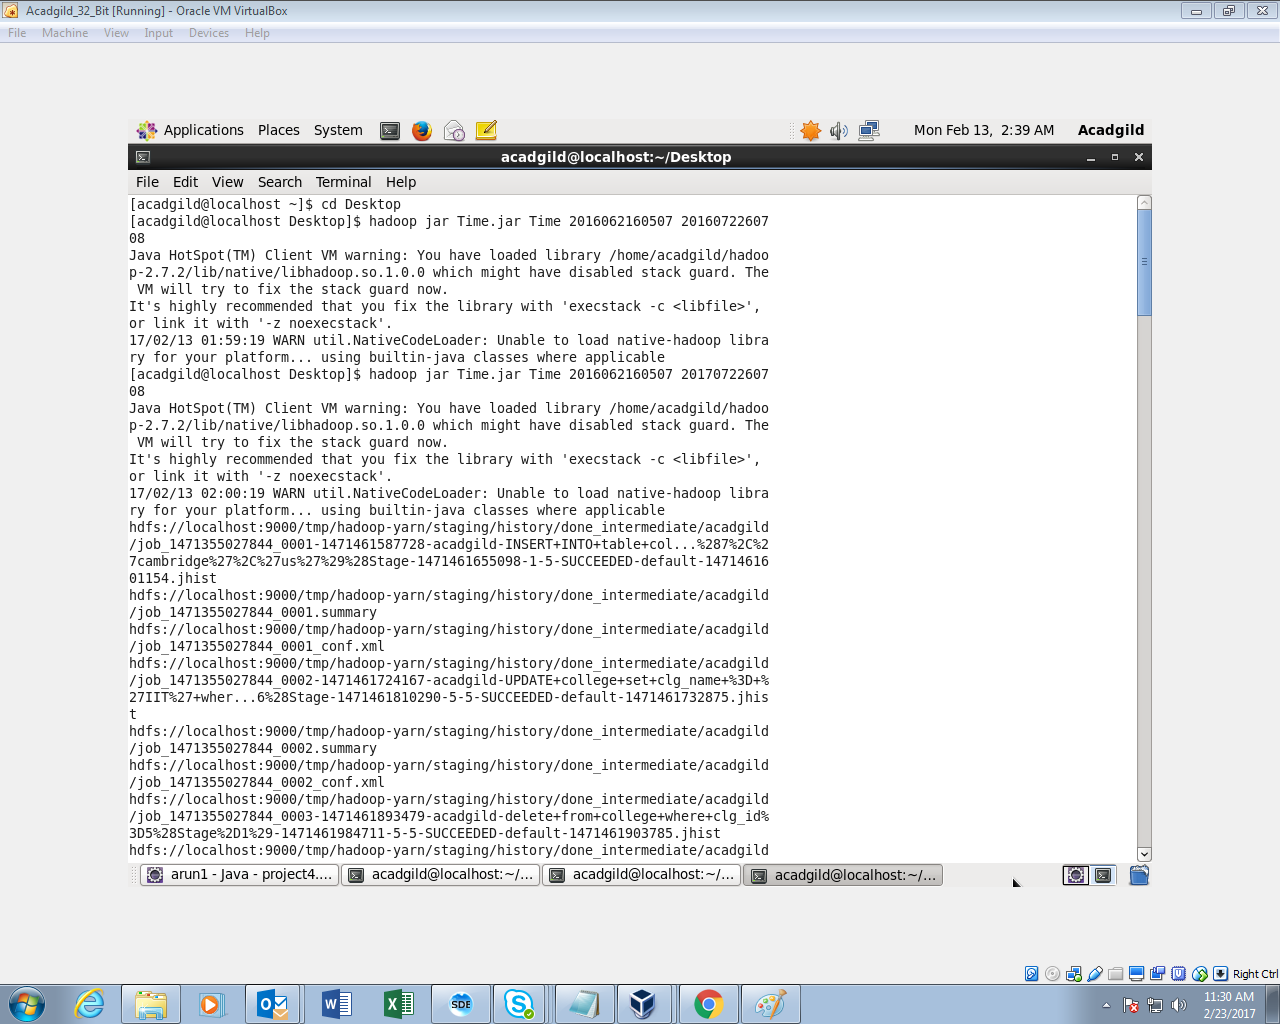 Acadgild_32_Bit [Running] - Oracle VM VirtualBox
File Machine View Input Devices Help
Applications Places System Mon Feb 13, 2:39 AM Acadgild
acadgild@localhost:~/Desktop
File Edit View Search Terminal Help
[acadgild@localhost ~]$ cd Desktop
[acadgild@localhost Desktop]$ hadoop jar Time.jar Time 2016062160507 20160722607
08
Java HotSpot(TM) Client VM warning: You have loaded library /home/acadgild/hadoo
p-2.7.2/lib/native/libhadoop.so.1.0.0 which might have disabled stack guard. The
 VM will try to fix the stack guard now.
It's highly recommended that you fix the library with 'execstack -c <libfile>',
or link it with '-z noexecstack'.
17/02/13 01:59:19 WARN util.NativeCodeLoader: Unable to load native-hadoop libra
ry for your platform... using builtin-java classes where applicable
[acadgild@localhost Desktop]$ hadoop jar Time.jar Time 2016062160507 20170722607
08
Java HotSpot(TM) Client VM warning: You have loaded library /home/acadgild/hadoo
p-2.7.2/lib/native/libhadoop.so.1.0.0 which might have disabled stack guard. The
 VM will try to fix the stack guard now.
It's highly recommended that you fix the library with 'execstack -c <libfile>',
or link it with '-z noexecstack'.
17/02/13 02:00:19 WARN util.NativeCodeLoader: Unable to load native-hadoop libra
ry for your platform... using builtin-java classes where applicable
hdfs://localhost:9000/tmp/hadoop-yarn/staging/history/done_intermediate/acadgild
/job_1471355027844_0001-1471461587728-acadgild-INSERT+INTO+table+col...%287%2C%2
7cambridge%27%2C%27us%27%29%28Stage-1471461655098-1-5-SUCCEEDED-default-14714616
01154.jhist
hdfs://localhost:9000/tmp/hadoop-yarn/staging/history/done_intermediate/acadgild
/job_1471355027844_0001.summary
hdfs://localhost:9000/tmp/hadoop-yarn/staging/history/done_intermediate/acadgild
/job_1471355027844_0001_conf.xml
hdfs://localhost:9000/tmp/hadoop-yarn/staging/history/done_intermediate/acadgild
/job_1471355027844_0002-1471461724167-acadgild-UPDATE+college+set+clg_name+%3D+%
27IIT%27+wher...6%28Stage-1471461810290-5-5-SUCCEEDED-default-1471461732875.jhis
t
hdfs://localhost:9000/tmp/hadoop-yarn/staging/history/done_intermediate/acadgild
/job_1471355027844_0002.summary
hdfs://localhost:9000/tmp/hadoop-yarn/staging/history/done_intermediate/acadgild
/job_1471355027844_0002_conf.xml
hdfs://localhost:9000/tmp/hadoop-yarn/staging/history/done_intermediate/acadgild
/job_1471355027844_0003-1471461893479-acadgild-delete+from+college+where+clg_id%
3D5%28Stage%2D1%29-1471461984711-5-5-SUCCEEDED-default-1471461903785.jhist
hdfs://localhost:9000/tmp/hadoop-yarn/staging/history/done_intermediate/acadgild
arun1 - Java - project4.... acadgild@localhost:~/... acadgild@localhost:~/... acadgild@localhost:~/...
Right Ctrl
SDE
11:30 AM
2/23/2017